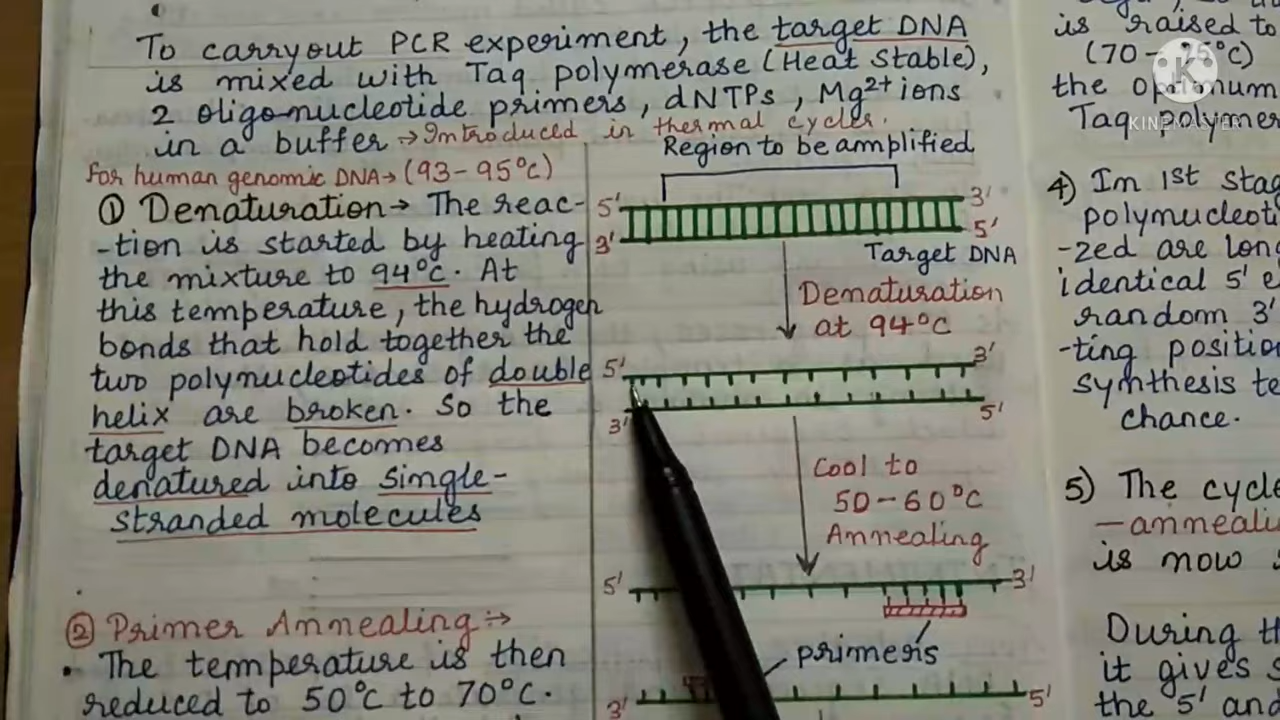 To carryout PCR experiment, the target DNA
is mixed with Taq polymerase (Heat Stable),
2 oligonucleotide primers, dNTPs, Mg2+ ions
in a buffer → Introduced in thermal cycles.
for human genomic DNA → (93-95°C)
① Denaturation → The reac-
-tion is started by heating
the mixture to 94°C. At
this temperature, the hydrogen
bonds that hold together the
two polynucleotides of double
helix are broken. So the
target DNA becomes
denatured into single-
stranded molecules
② Primer Annealing :→
• The temperature is then
reduced to 50°C to 70°C.
Region to be amplified
5' 3'
3' 5'
Target DNA
Denaturation
at 94°C
5' 3'
3' 5'
Cool to
50-60°C
Annealing
5' 3'
primers
3' 5'
is raised to
(70-75°C)
the optimum
Taq polymer
K
KINEMASTER
4) In 1st stag
polymucleoti
-zed are long
identical 5' e
random 3'
-ting position
synthesis te
chance.
5) The cycle
-anneali
is now
During th
it gives s
the 5' and